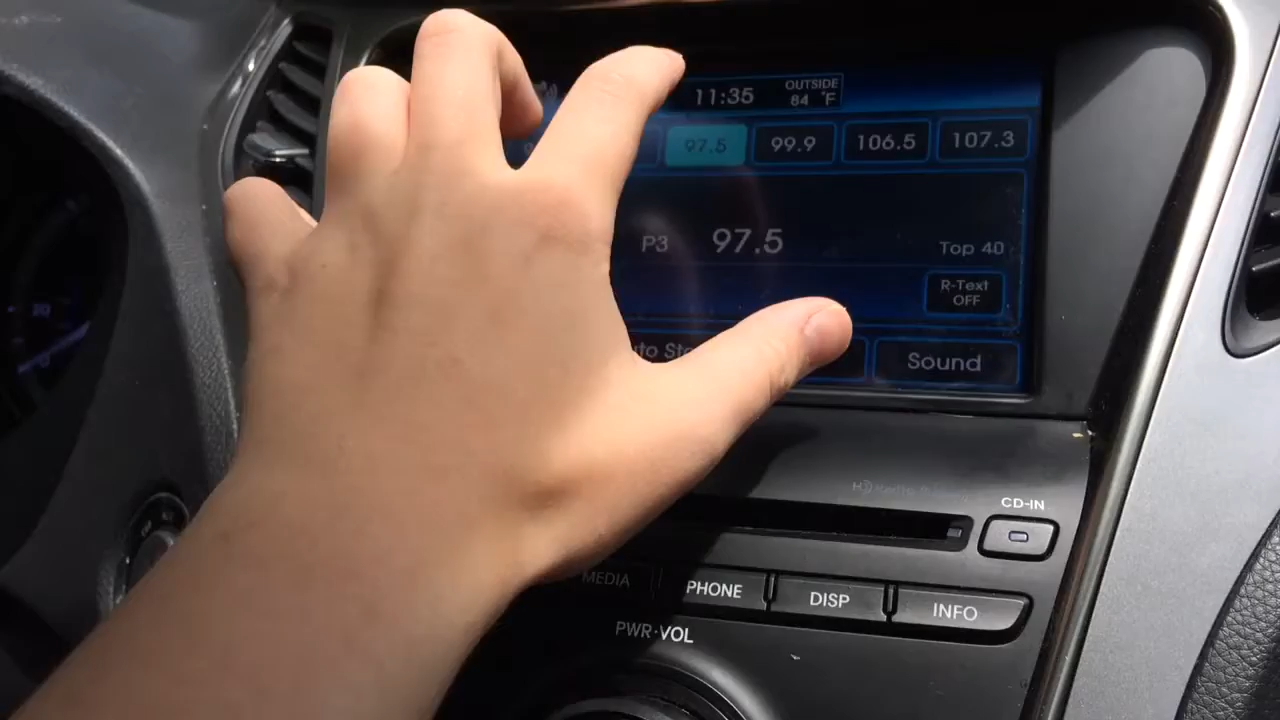 11:35
OUTSIDE
84 °F
97.5
99.9
106.5
107.3
P3
97.5
Top 40
R-Text
OFF
Sound
CD-IN
MEDIA
PHONE
DISP
INFO
PWR·VOL